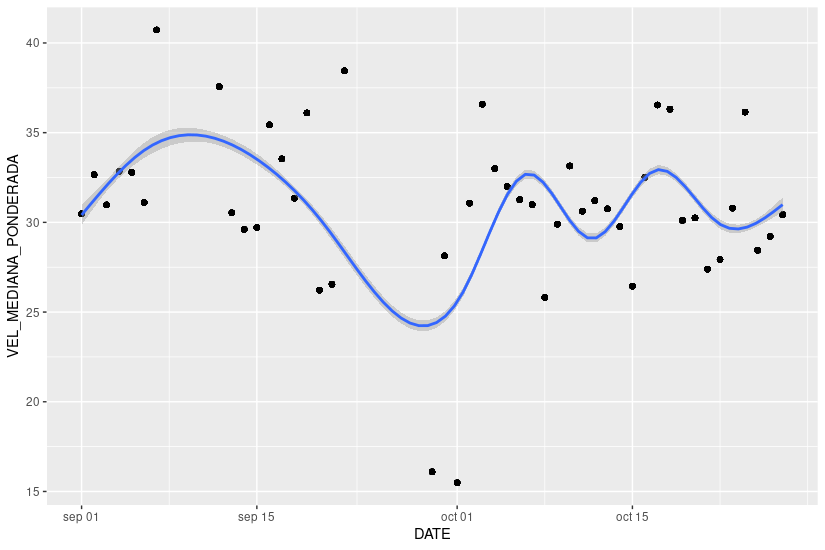 VEL_MEDIANA_PONDERADA
40
35
30
25
20
15
sep 01
sep 15
oct 01
oct 15
DATE